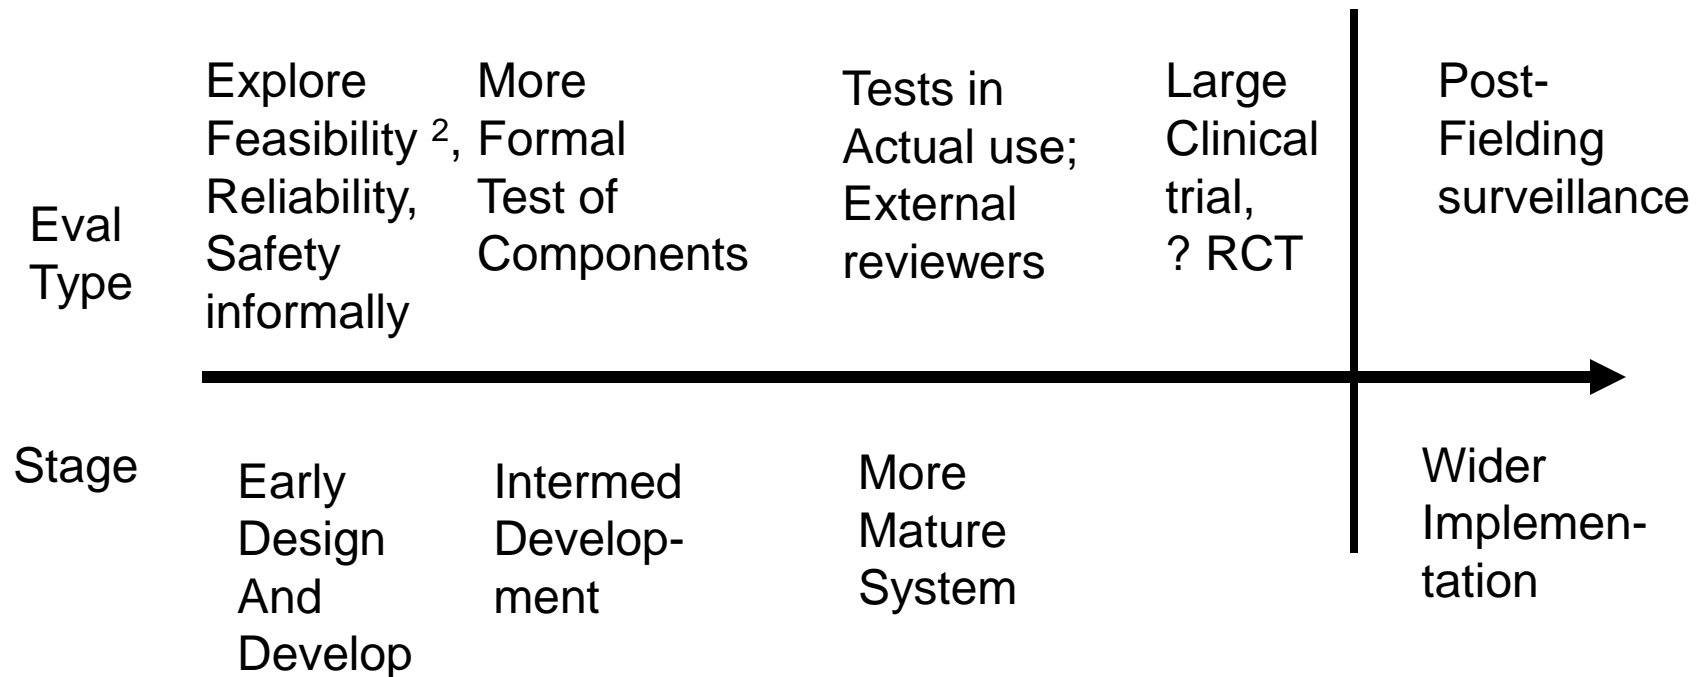 Eval
Type
Explore
Feasibility ²,
Reliability,
Safety
informally
More
Formal
Test of
Components
Tests in
Actual use;
External
reviewers
Large
Clinical
trial,
? RCT
Post-
Fielding
surveillance
Stage
Early
Design
And
Develop
Intermed
Develop-
ment
More
Mature
System
Wider
Implemen-
tation